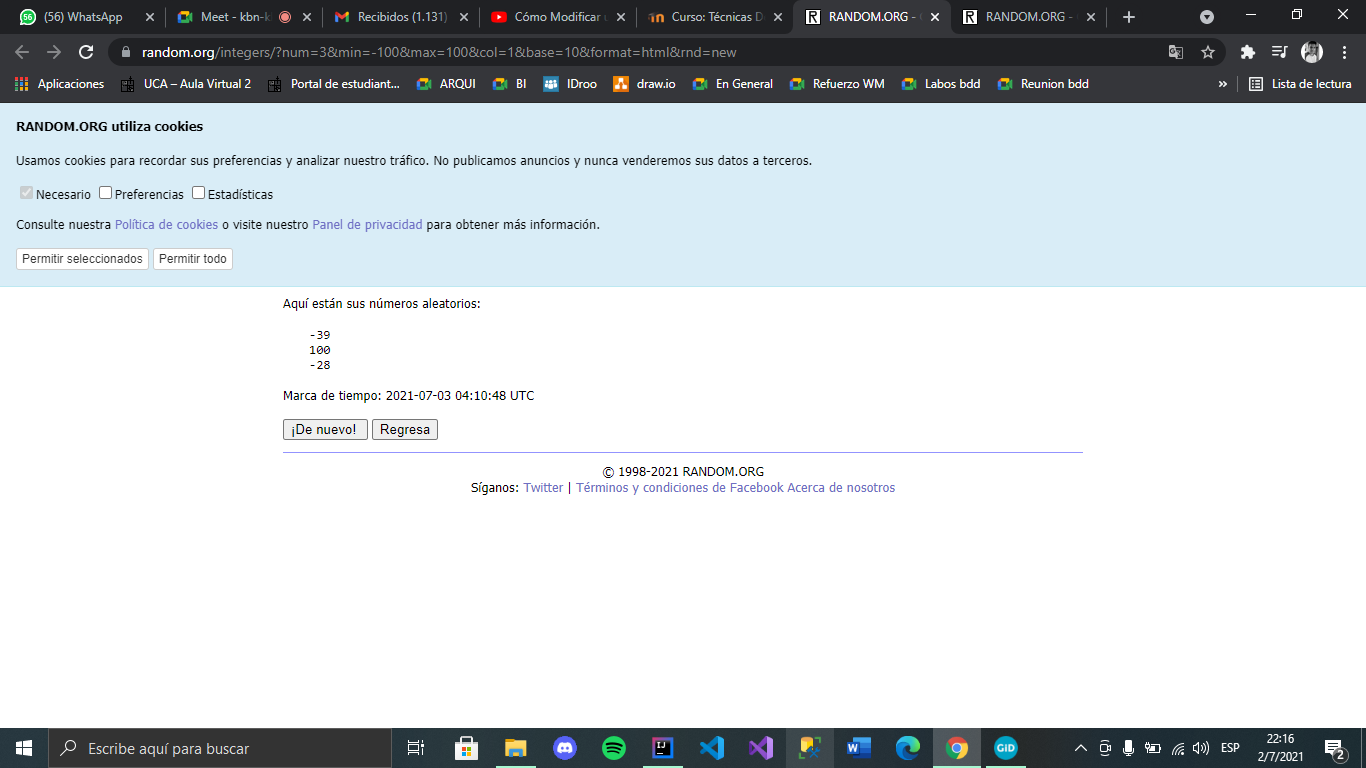 56 (56) WhatsApp Meet - kbn-k Recibidos (1.131) Cómo Modificar Curso: Técnicas D R RANDOM.ORG - R RANDOM.ORG -
random.org/integers/?num=3&min=-100&max=100&col=1&base=10&format=html&rnd=new
Aplicaciones UCA – Aula Virtual 2 Portal de estudiant... ARQUI BI IDroo draw.io En General Refuerzo WM Labos bdd Reunion bdd » Lista de lectura
RANDOM.ORG utiliza cookies
Usamos cookies para recordar sus preferencias y analizar nuestro tráfico. No publicamos anuncios y nunca venderemos sus datos a terceros.
Necesario Preferencias Estadísticas
Consulte nuestra Política de cookies o visite nuestro Panel de privacidad para obtener más información.
Permitir seleccionados Permitir todo
Aquí están sus números aleatorios:
-39
100
-28
Marca de tiempo: 2021-07-03 04:10:48 UTC
¡De nuevo! Regresa
© 1998-2021 RANDOM.ORG
Síganos: Twitter | Términos y condiciones de Facebook Acerca de nosotros
Escribe aquí para buscar IJ W GiD ESP 22:16
2/7/2021 2